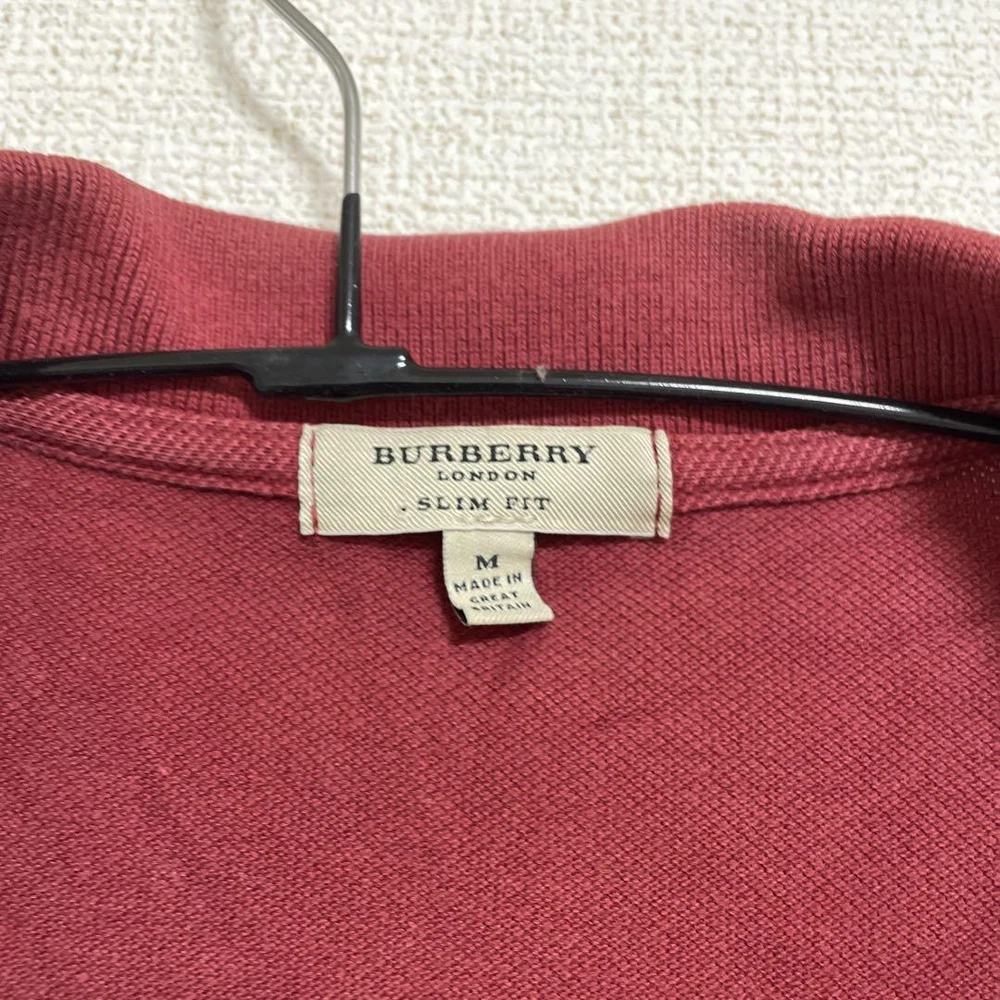 BURBERRY
LONDON
. SLIM FIT
M
MADE IN
GREAT
BRITAIN